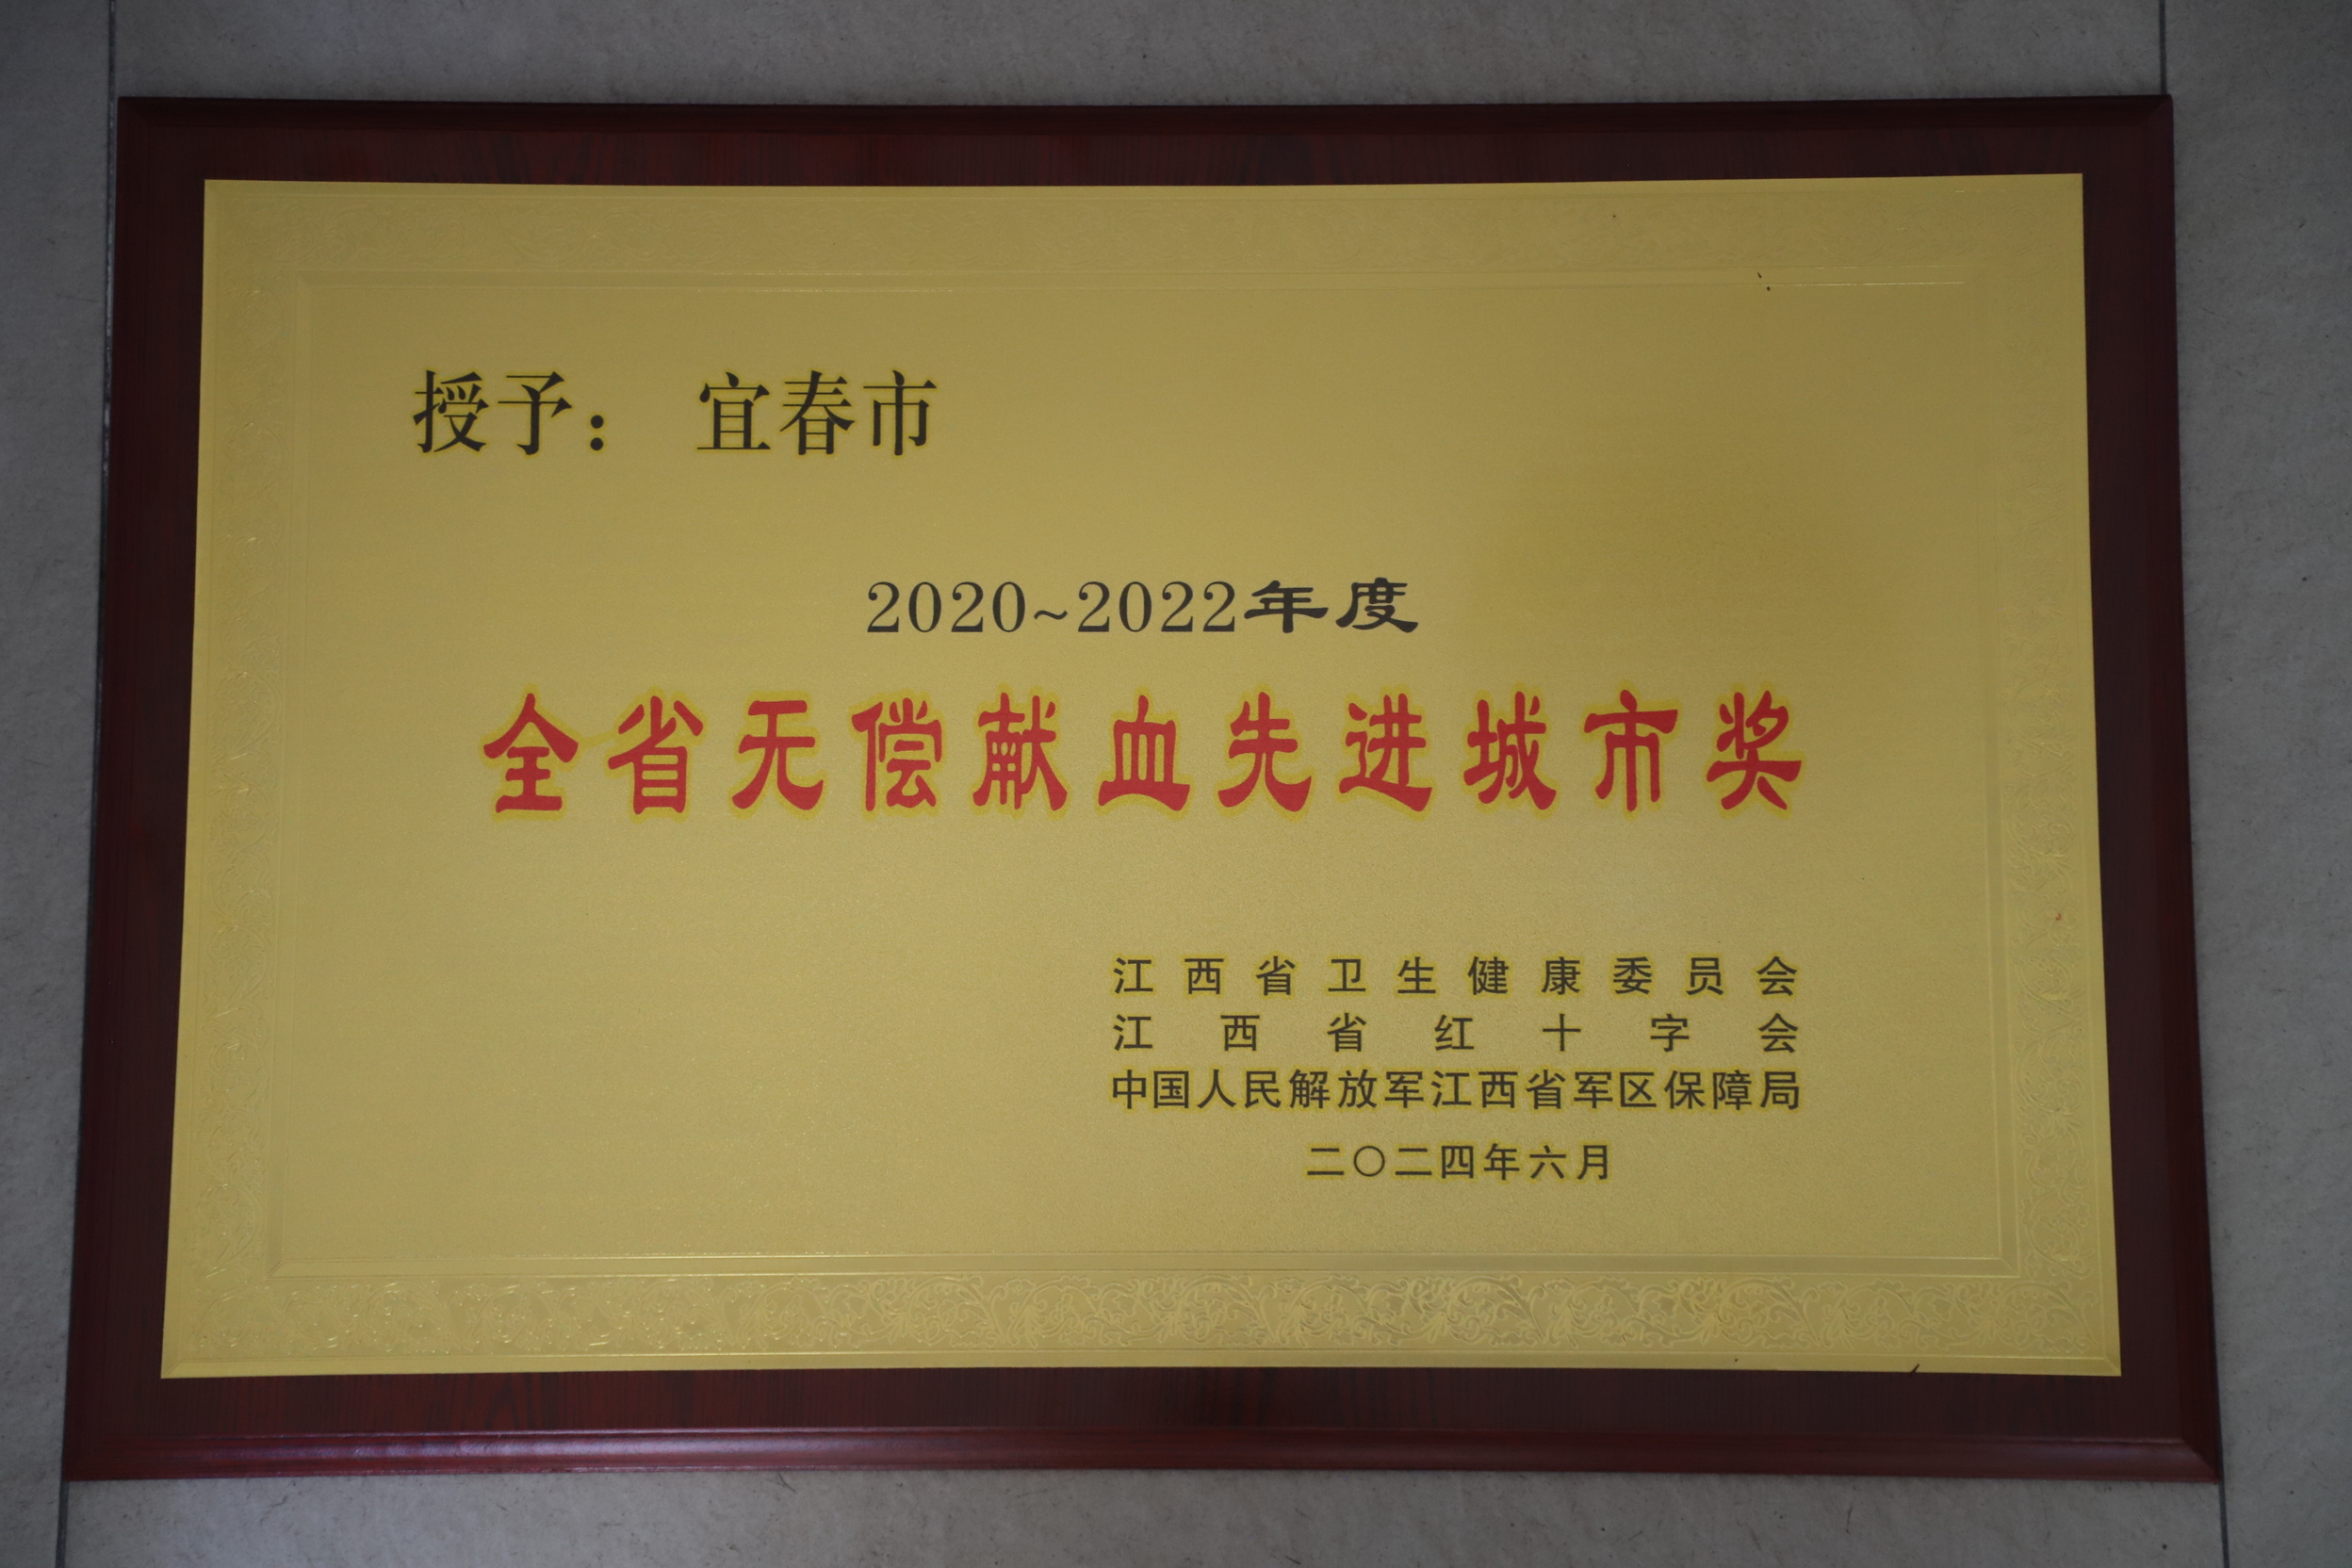 授予： 宜春市
2020~2022年度
全省无偿献血先进城市奖
江西省卫生健康委员会
江西省红十字会
中国人民解放军江西省军区保障局
二〇二四年六月